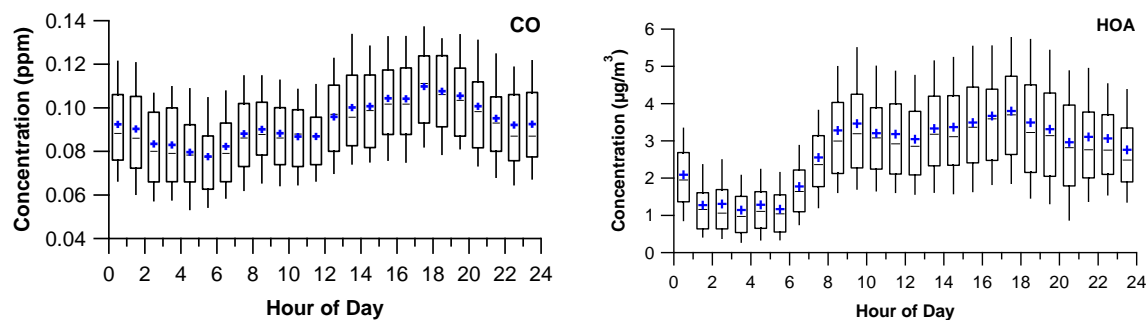 CO
Concentration (ppm)
0.14
0.12
0.10
0.08
0.06
0.04
0 2 4 6 8 10 12 14 16 18 20 22 24
Hour of Day
HOA
Concentration (µg/m³)
6
5
4
3
2
1
0
0 2 4 6 8 10 12 14 16 18 20 22 24
Hour of Day